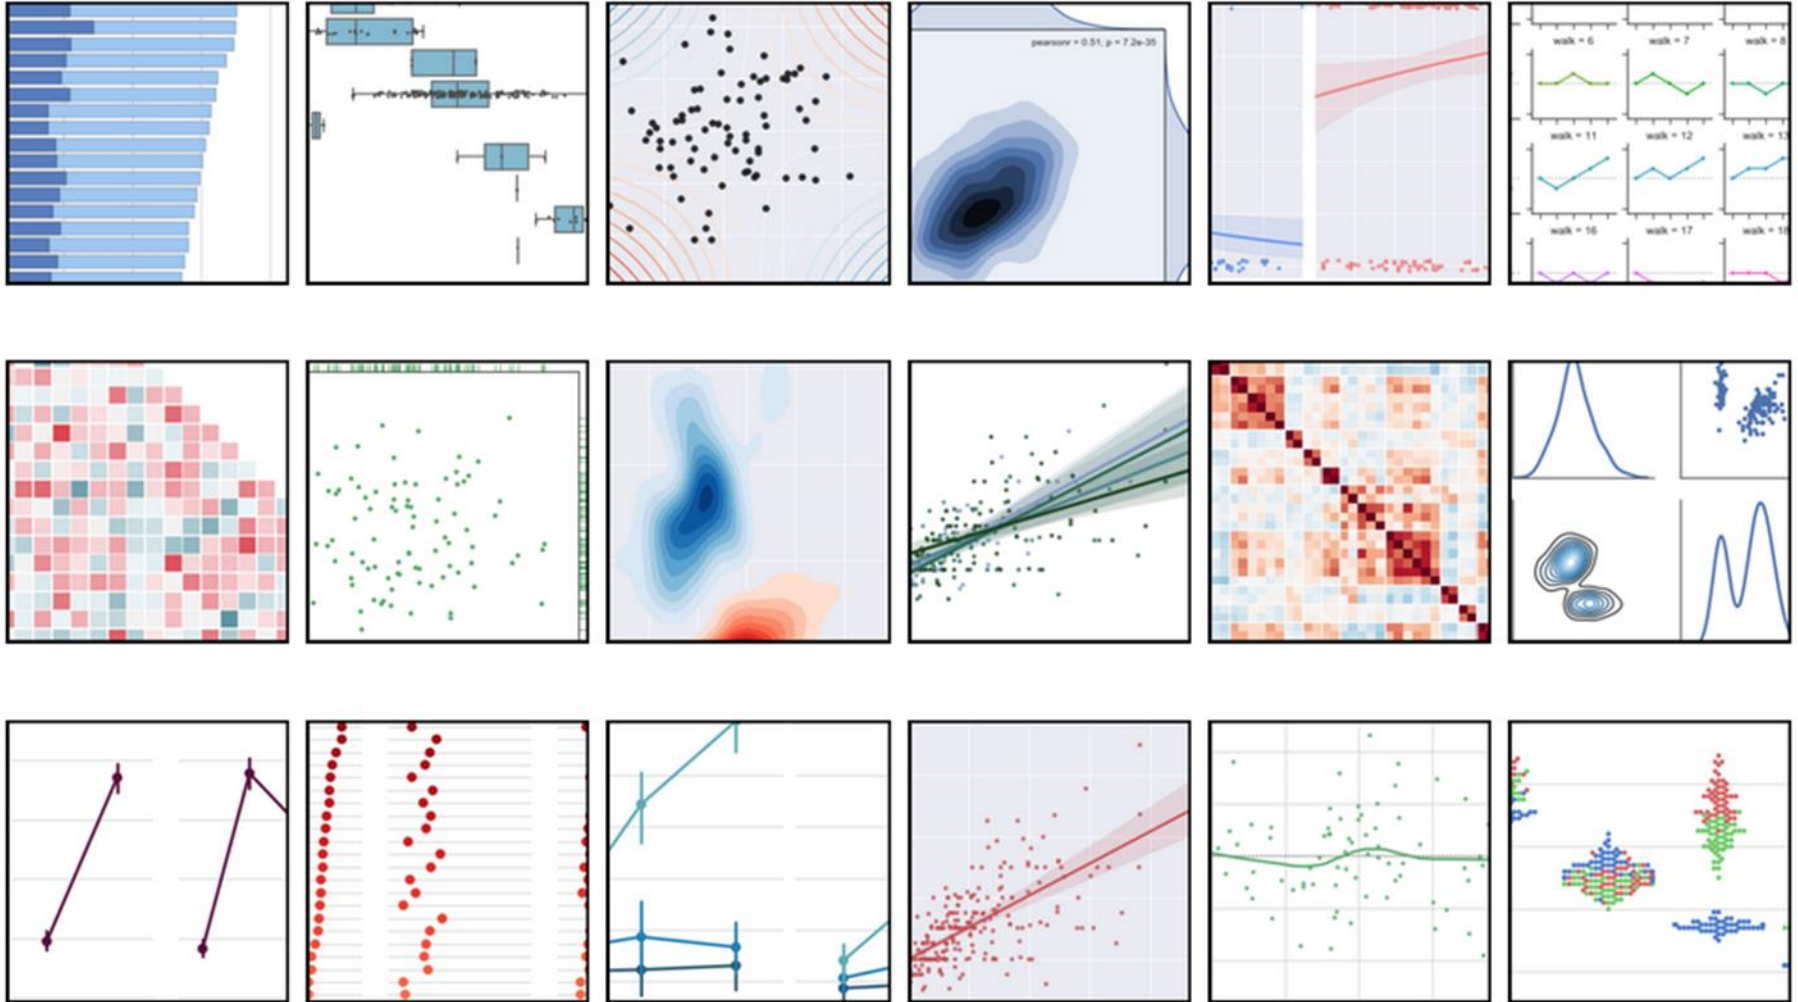 pearsonr = 0.51; p = 7.2e-35
walk = 6
walk = 7
walk = 8
walk = 11
walk = 12
walk = 13
walk = 16
walk = 17
walk = 18